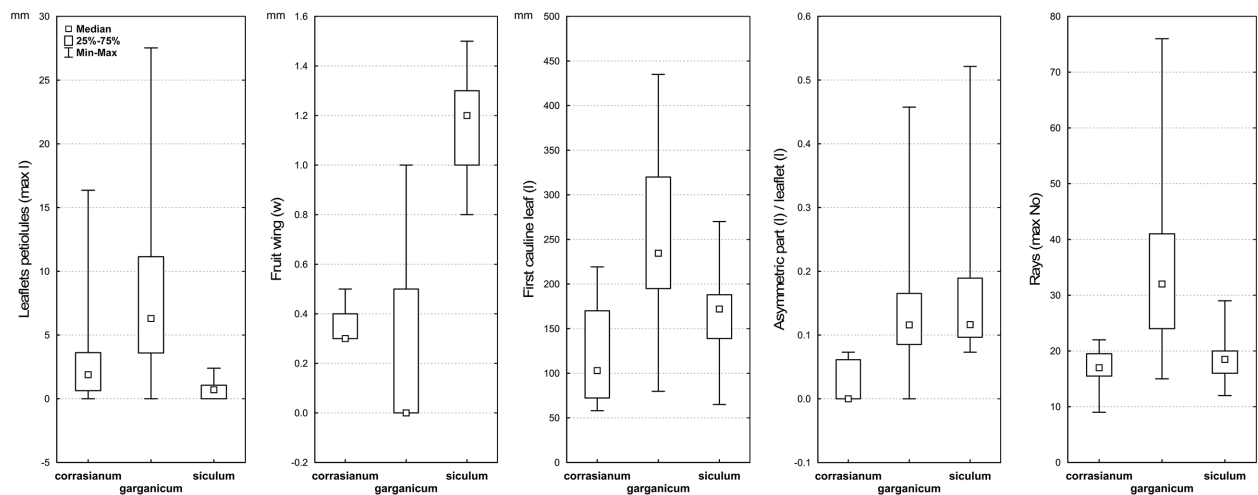 mm
30
25
20
15
10
5
0
-5
Leaflets petiolules (max l)
Median
25%-75%
Min-Max
corrasianum siculum
garganicum
mm
1.6
1.4
1.2
1.0
0.8
0.6
0.4
0.2
0.0
-0.2
Fruit wing (w)
corrasianum siculum
garganicum
mm
500
450
400
350
300
250
200
150
100
50
0
First cauline leaf (l)
corrasianum siculum
garganicum
0.6
0.5
0.4
0.3
0.2
0.1
0.0
-0.1
Asymmetric part (l) / leaflet (l)
corrasianum siculum
garganicum
80
70
60
50
40
30
20
10
0
Rays (max No)
corrasianum siculum
garganicum